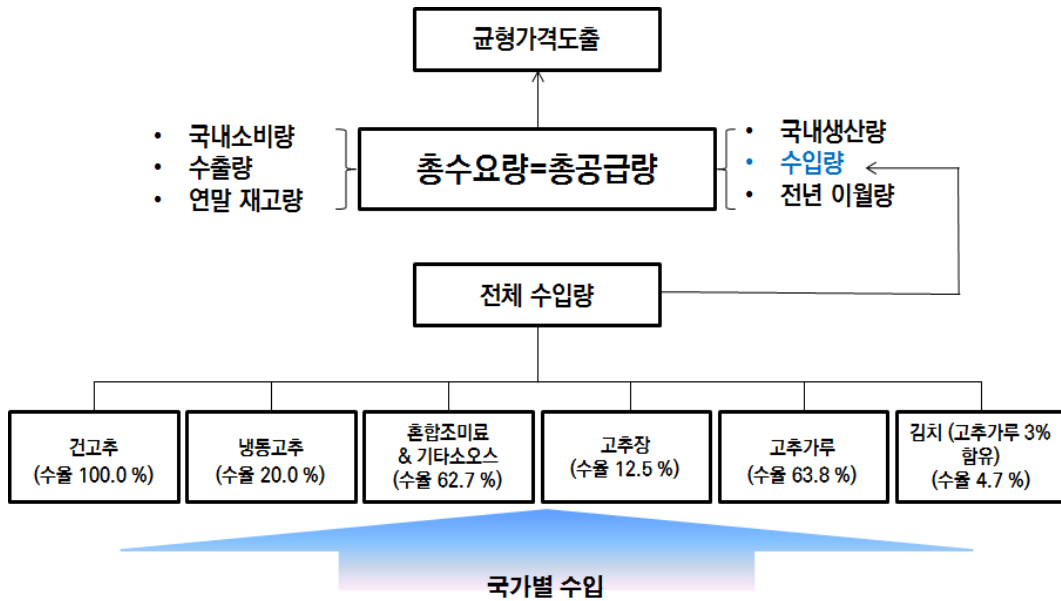 균형가격도출
• 국내소비량
• 수출량
• 연말 재고량
총수요량=총공급량
• 국내생산량
• 수입량
• 전년 이월량
전체 수입량
건고추
(수율 100.0 %)
냉동고추
(수율 20.0 %)
혼합조미료
& 기타소오스
(수율 62.7 %)
고추장
(수율 12.5 %)
고추가루
(수율 63.8 %)
김치 (고추가루 3%
함유)
(수율 4.7 %)
국가별 수입